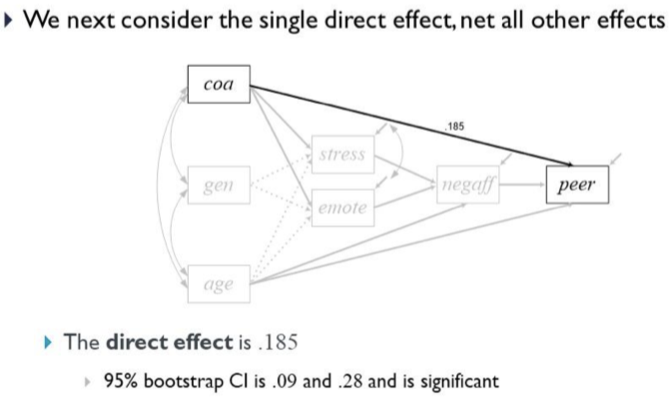 We next consider the single direct effect, net all other effects
coa
.185
stress
gen
negaff
peer
emote
age
The direct effect is .185
95% bootstrap CI is .09 and .28 and is significant